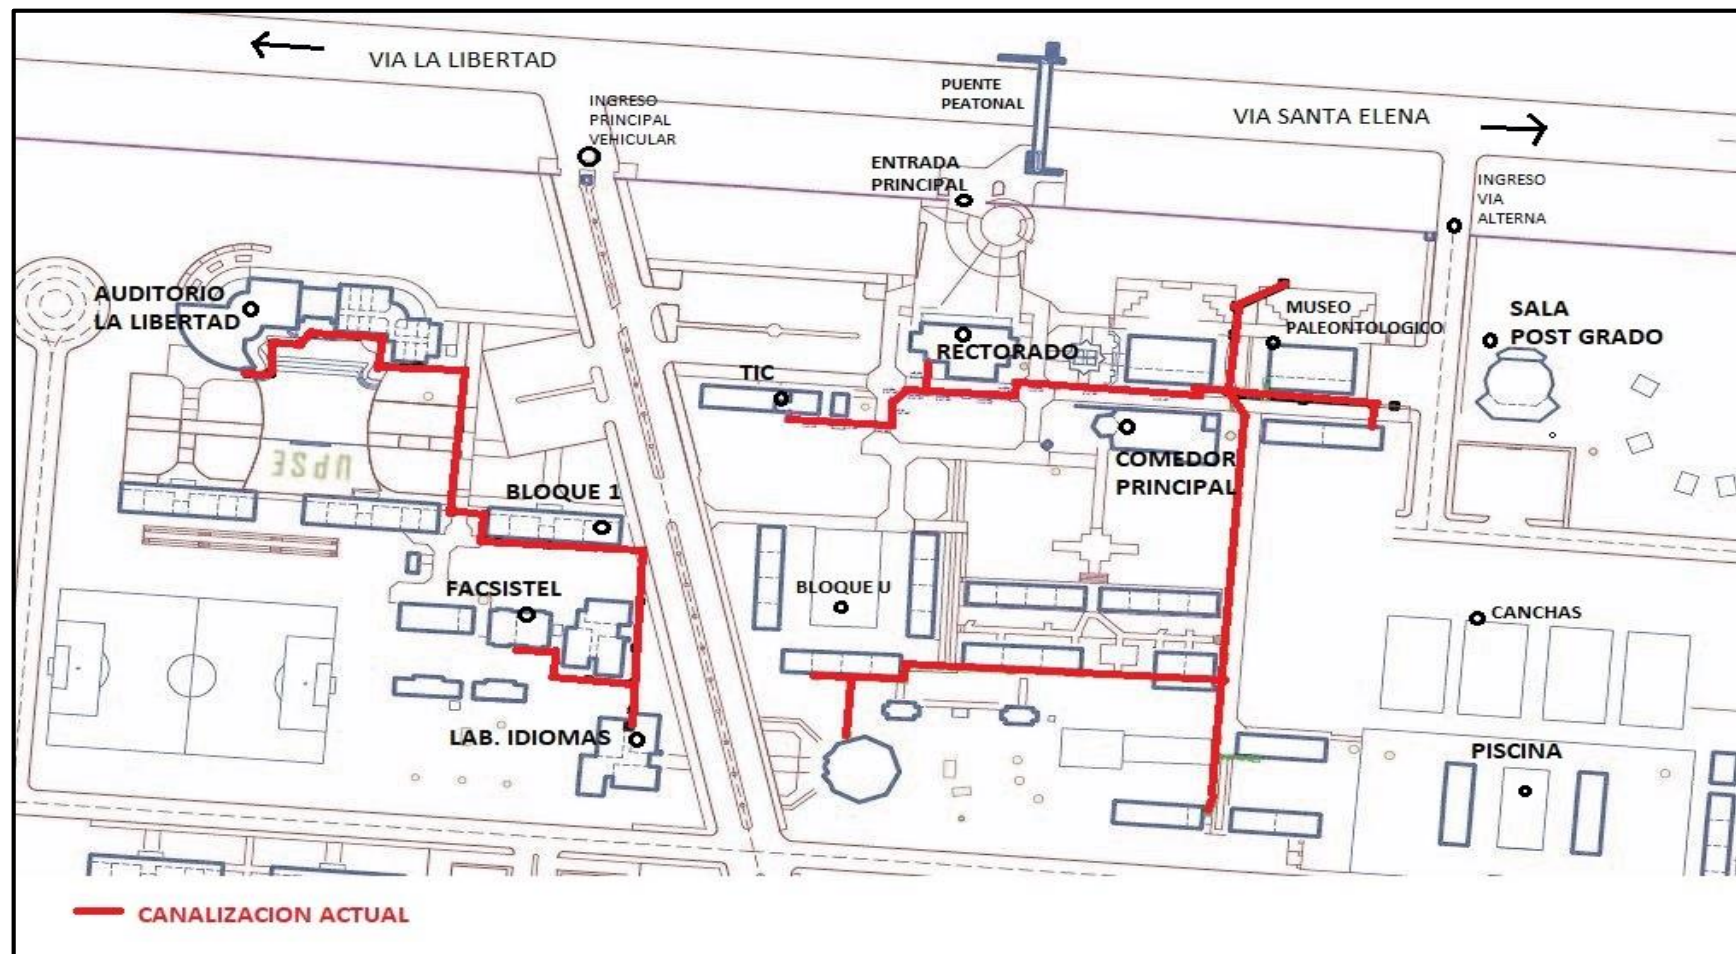 VIA LA LIBERTAD
PUENTE
PEATONAL
INGRESO
PRINCIPAL
VEHICULAR
VIA SANTA ELENA
ENTRADA
PRINCIPAL
INGRESO
VIA
ALTERNA
AUDITORIO
LA LIBERTAD
MUSEO
PALEONTOLOGICO
SALA
POST GRADO
RECTORADO
TIC
COMEDOR
PRINCIPAL
UPSE
BLOQUE 1
FACSISTEL
BLOQUE U
CANCHAS
LAB. IDIOMAS
PISCINA
CANALIZACION ACTUAL